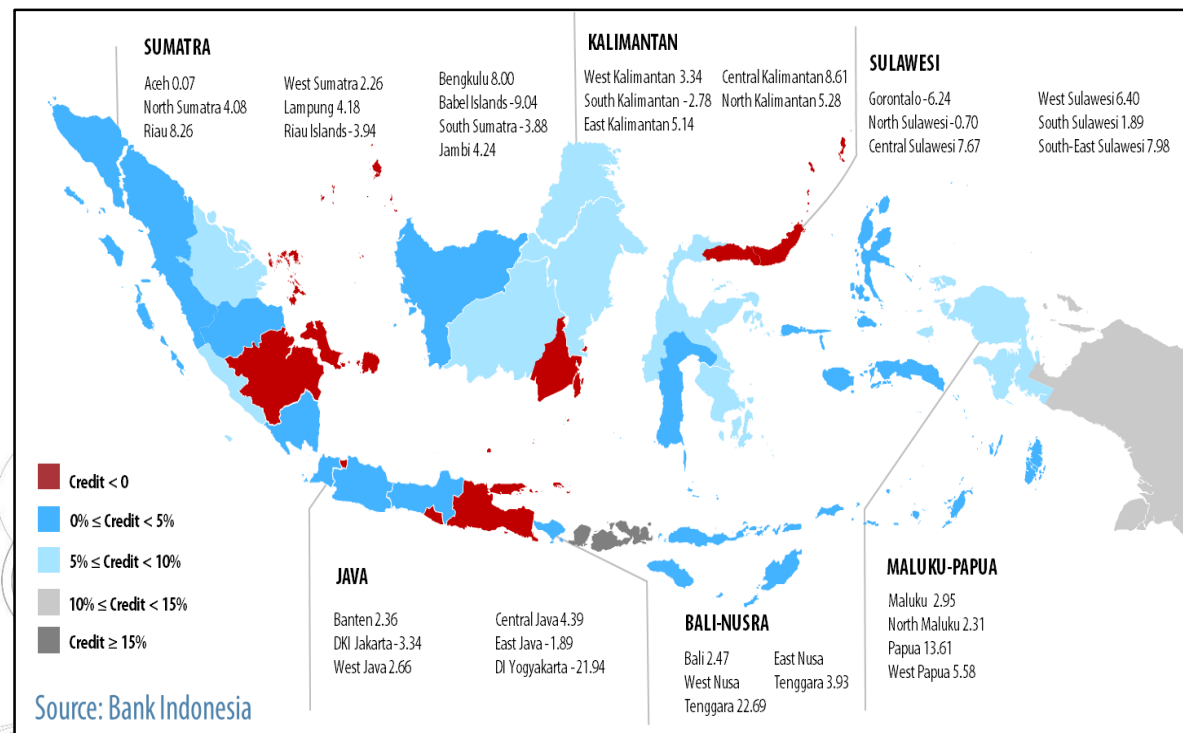 SUMATRA
Aceh 0.07
North Sumatra 4.08
Riau 8.26
West Sumatra 2.26
Lampung 4.18
Riau Islands -3.94
Bengkulu 8.00
Babel Islands -9.04
South Sumatra -3.88
Jambi 4.24
KALIMANTAN
West Kalimantan 3.34
South Kalimantan -2.78
East Kalimantan 5.14
Central Kalimantan 8.61
North Kalimantan 5.28
SULAWESI
Gorontalo -6.24
North Sulawesi -0.70
Central Sulawesi 7.67
West Sulawesi 6.40
South Sulawesi 1.89
South-East Sulawesi 7.98
Credit < 0
0% ≤ Credit < 5%
5% ≤ Credit < 10%
10% ≤ Credit < 15%
Credit ≥ 15%
JAVA
Banten 2.36
DKI Jakarta -3.34
West Java 2.66
Central Java 4.39
East Java -1.89
DI Yogyakarta -21.94
BALI-NUSRA
Bali 2.47
West Nusa
Tenggara 22.69
East Nusa
Tenggara 3.93
MALUKU-PAPUA
Maluku 2.95
North Maluku 2.31
Papua 13.61
West Papua 5.58
Source: Bank Indonesia